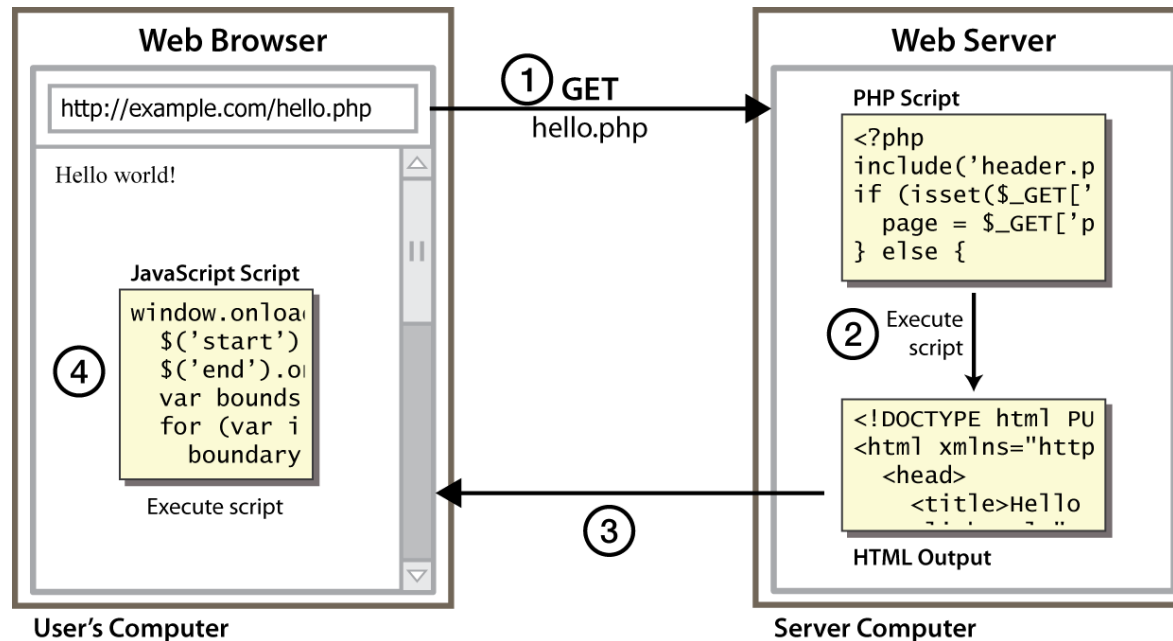 Web Browser
http://example.com/hello.php
Hello world!
JavaScript Script
window.onloa
$('start')
$('end').o
var bounds
for (var i
boundary
4
Execute script
User's Computer
1
GET
hello.php
3
Web Server
PHP Script
<?php
include('header.p
if (isset($_GET['
page = $_GET['p
} else {
2
Execute
script
<!DOCTYPE html PU
<html xmlns="http
<head>
<title>Hello
HTML Output
Server Computer